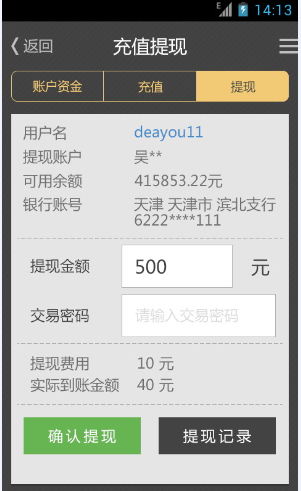 E 14:13
返回 充值提现
账户资金 充值 提现
用户名 deayou11
提现账户 吴**
可用余额 415853.22元
银行账号 天津 天津市 滨北支行
6222****111
提现金额 500 元
交易密码 请输入交易密码
提现费用 10 元
实际到账金额 40 元
确认提现 提现记录